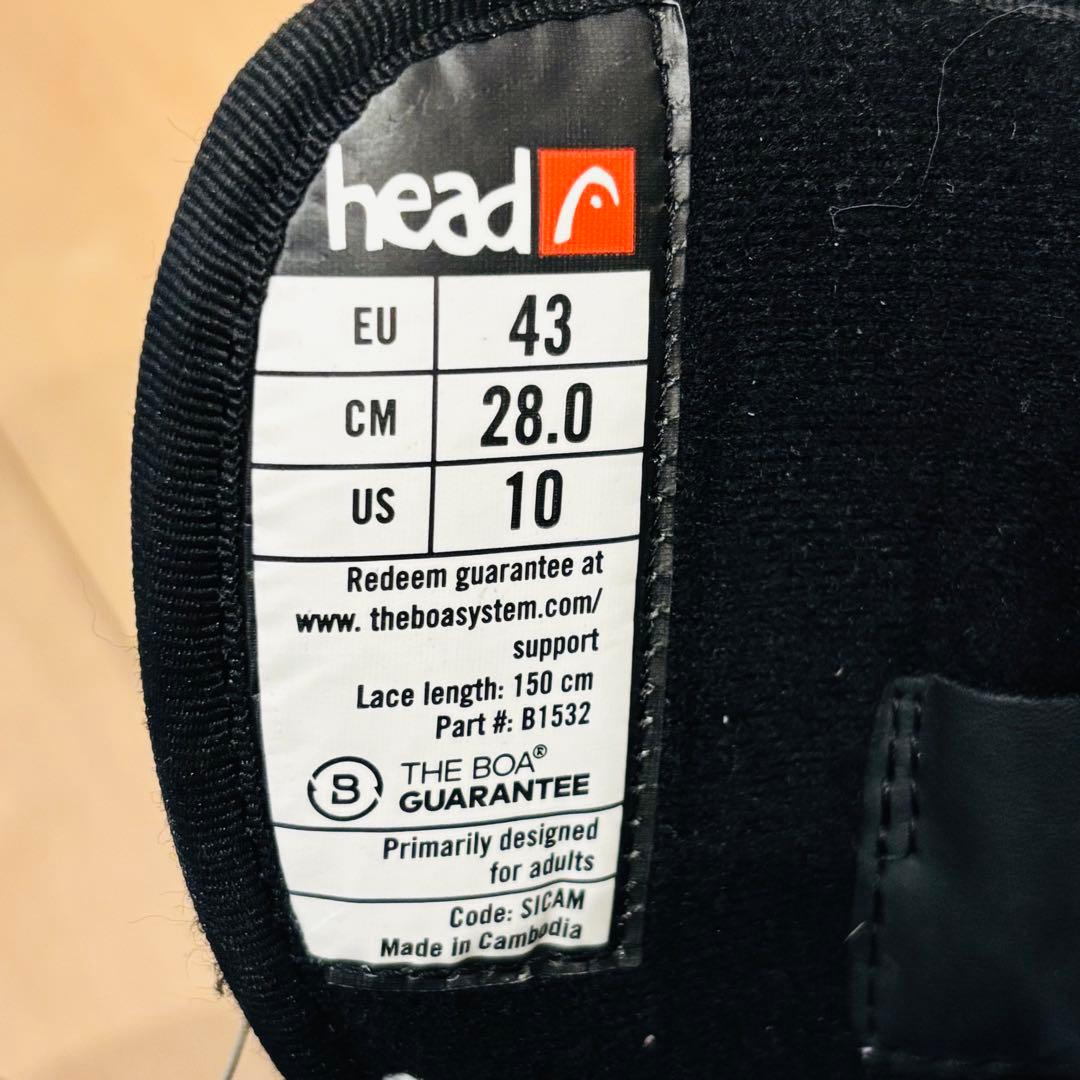 head
EU 43
CM 28.0
US 10
Redeem guarantee at
www. theboasystem.com/
support
Lace length: 150 cm
Part #: B1532
B THE BOA®
GUARANTEE
Primarily designed
for adults
Code: SICAM
Made in Cambodia